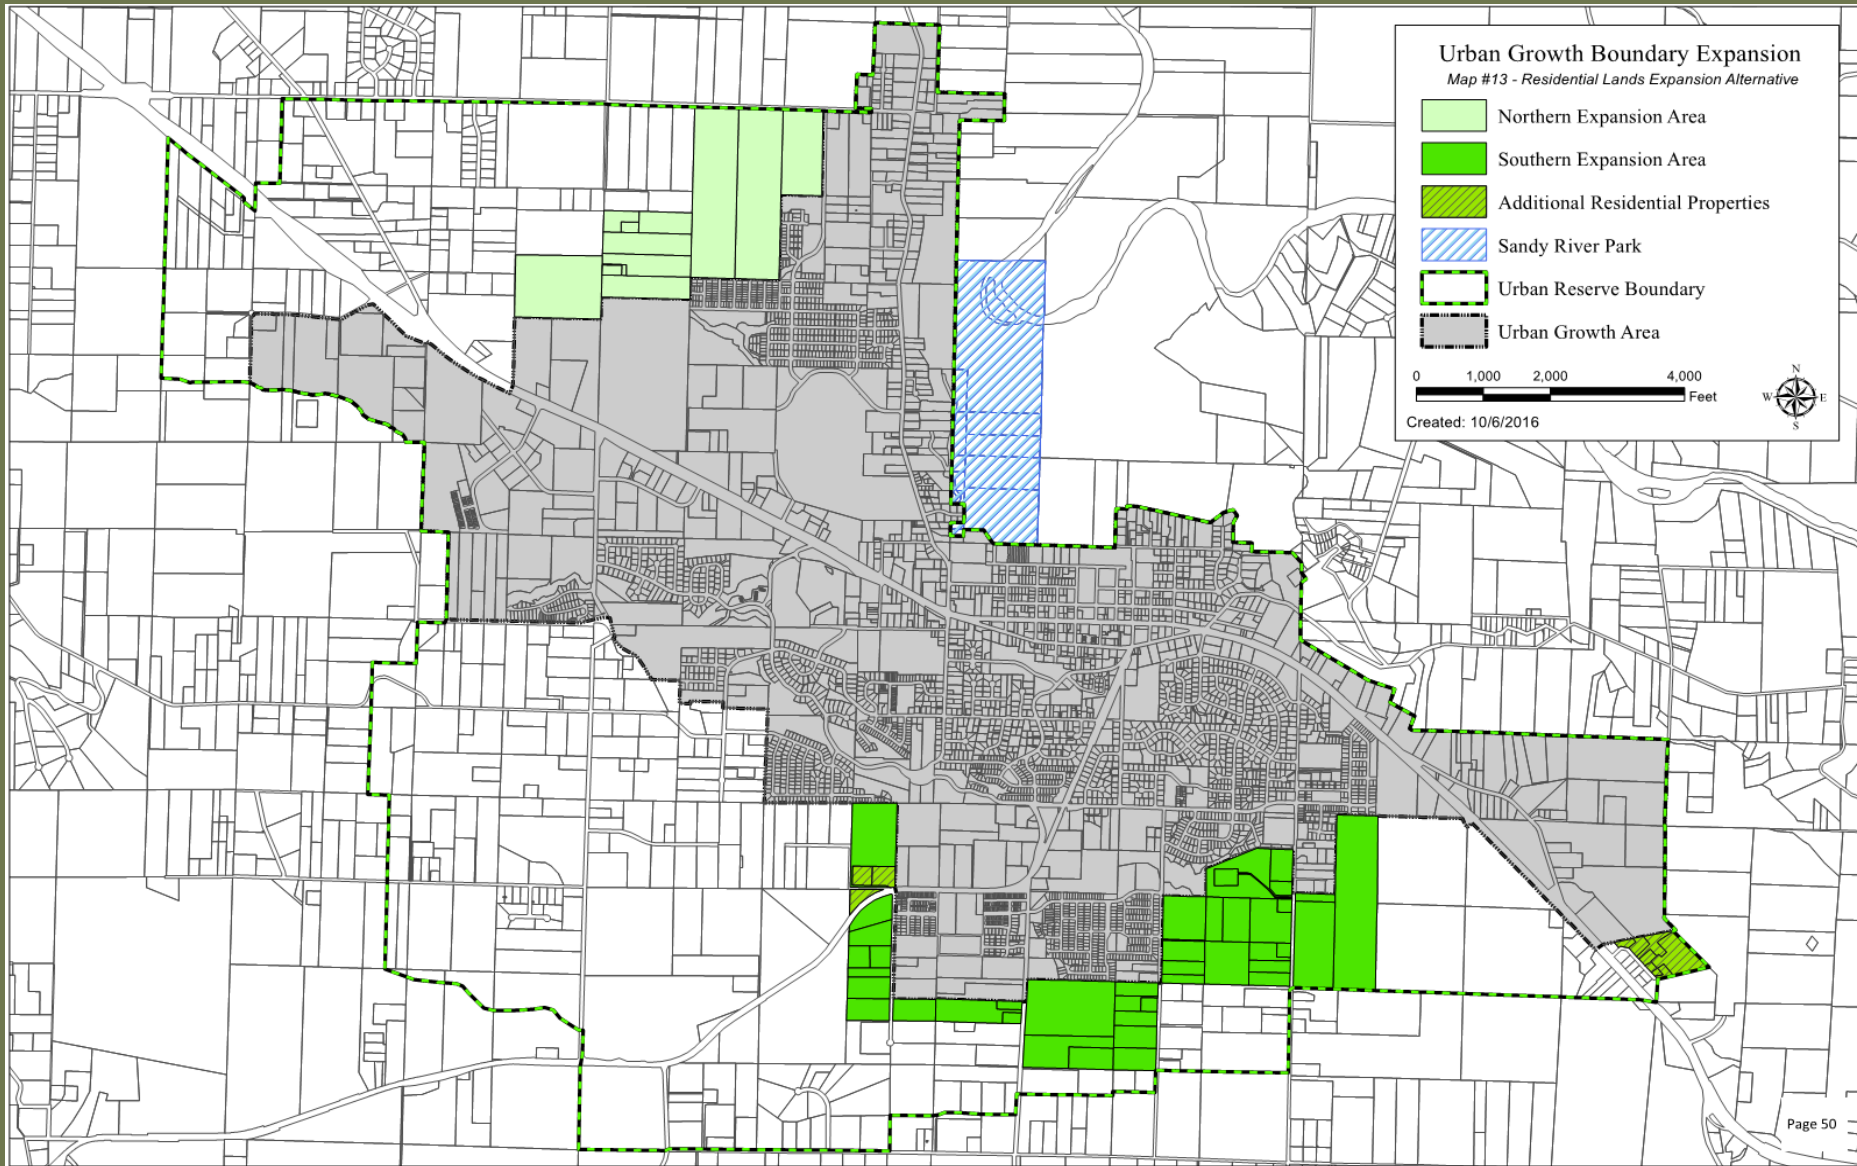 Urban Growth Boundary Expansion
Map #13 - Residential Lands Expansion Alternative
Northern Expansion Area
Southern Expansion Area
Additional Residential Properties
Sandy River Park
Urban Reserve Boundary
Urban Growth Area
0 1,000 2,000 4,000
Feet
N
W E
S
Created: 10/6/2016
Page 50